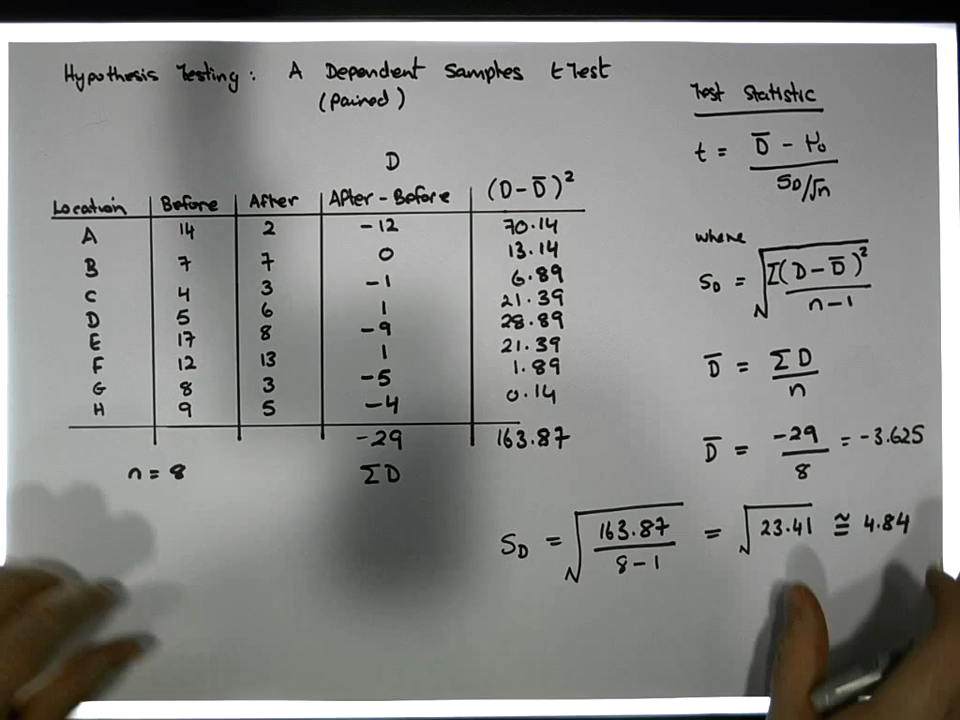 Hypothesis Testing: A Dependent Samples t Test
(Paired)
D
Location Before After After - Before (D - D̄)²
A 14 2 -12 70.14
B 7 7 0 13.14
C 4 3 -1 6.89
D 5 6 1 21.39
E 17 8 -9 28.89
F 12 13 1 21.39
G 8 3 -5 1.89
H 9 5 -4 0.14
-29 163.87
n = 8 ΣD
Test Statistic
t = (D̄ - μ₀) / (S_D/√n)
where
S_D = √(Σ(D - D̄)² / (n-1))
D̄ = ΣD / n
D̄ = -29 / 8 = -3.625
S_D = √(163.87 / (8-1)) = √23.41 ≅ 4.84